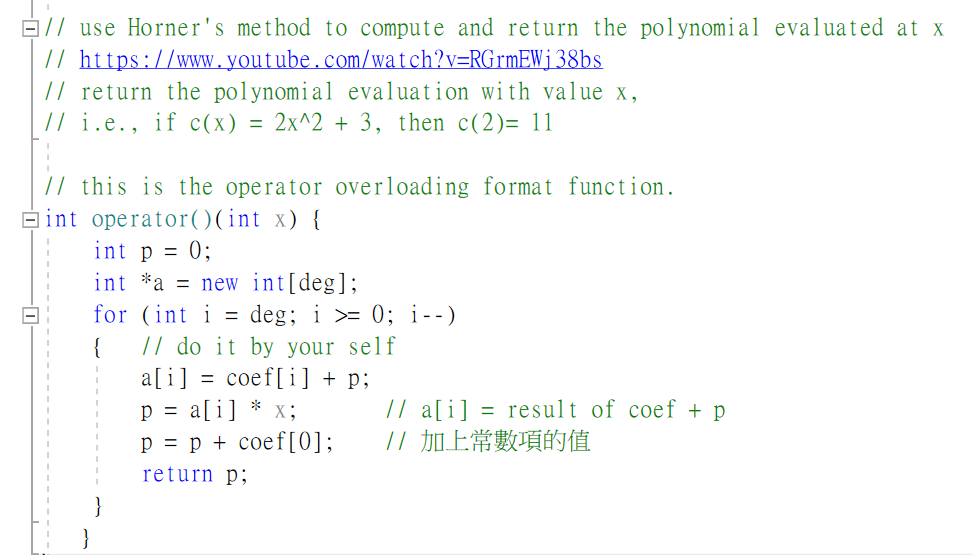 // use Horner's method to compute and return the polynomial evaluated at x
// https://www.youtube.com/watch?v=RGrmEWj38bs
// return the polynomial evaluation with value x,
// i.e., if c(x) = 2x^2 + 3, then c(2)= 11
// this is the operator overloading format function.
int operator()(int x) {
int p = 0;
int *a = new int[deg];
for (int i = deg; i >= 0; i--)
{ // do it by your self
a[i] = coef[i] + p;
p = a[i] * x; // a[i] = result of coef + p
p = p + coef[0]; // 加上常數項的值
return p;
}
}